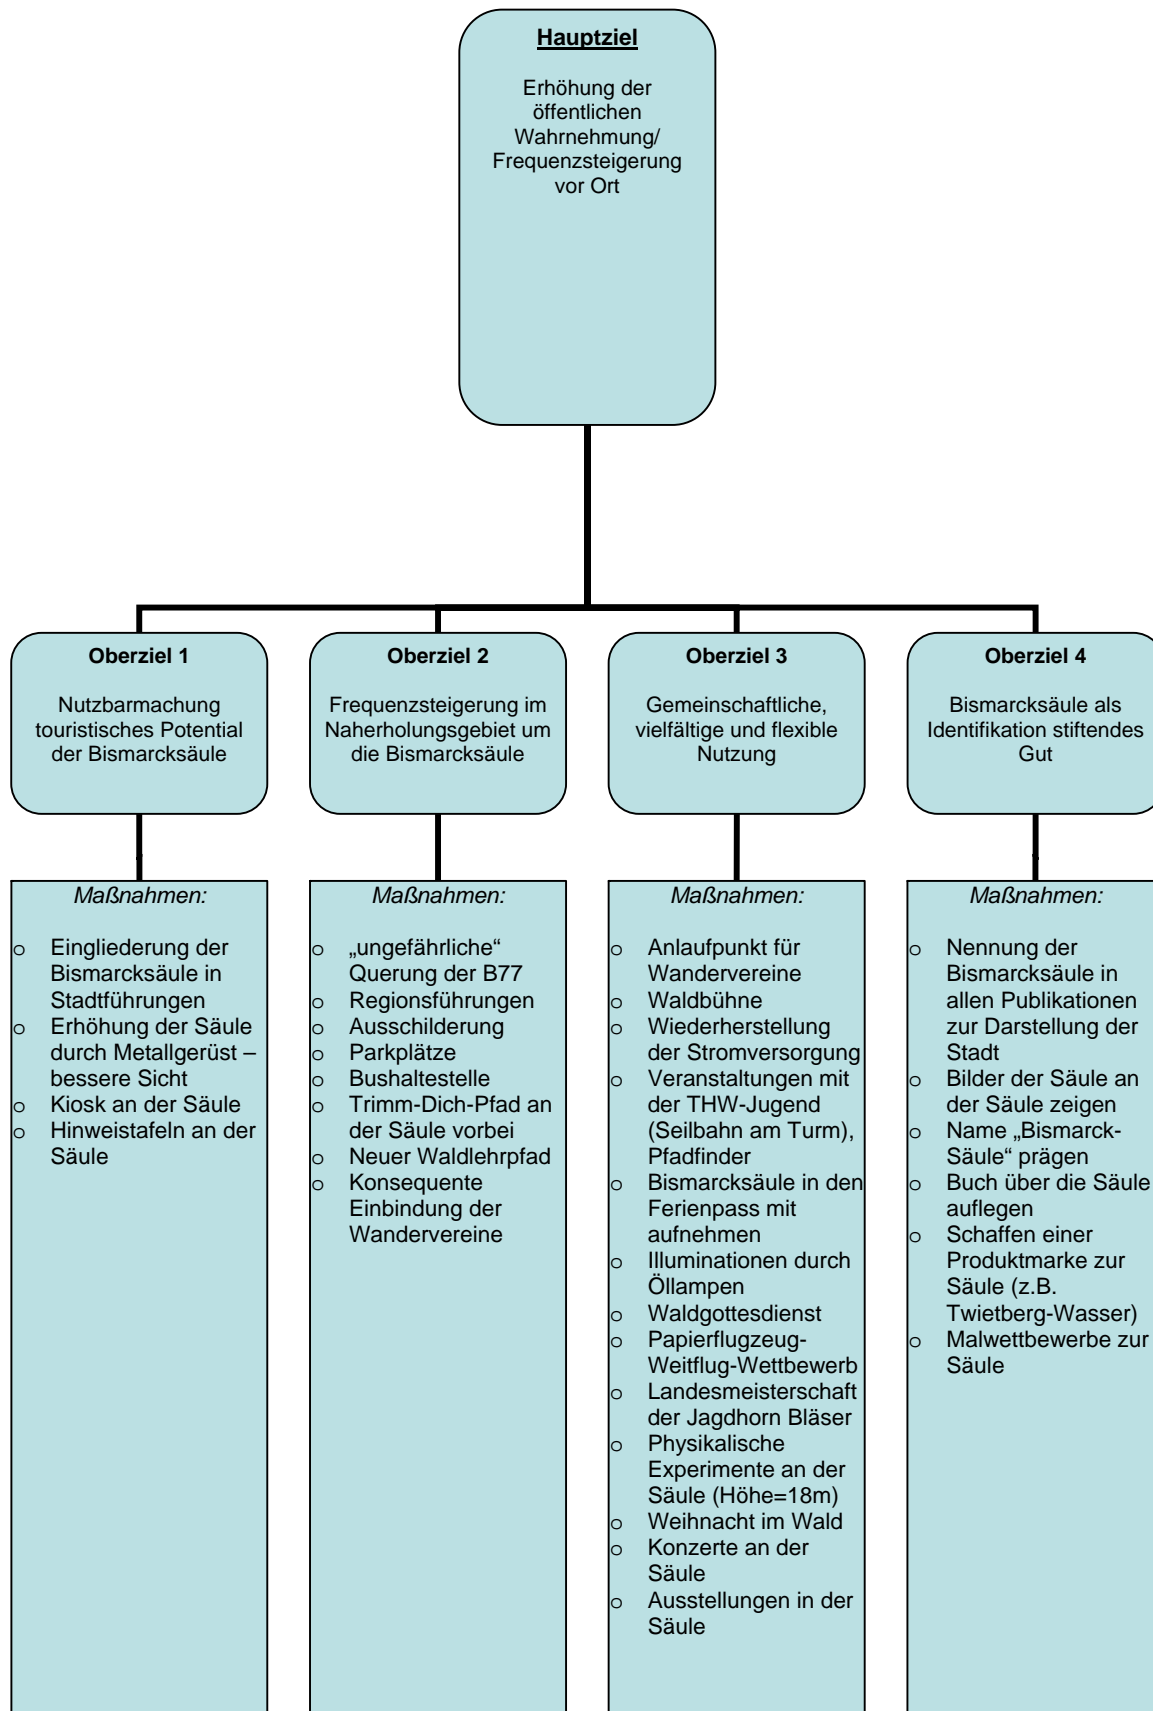 Hauptziel
Erhöhung der
öffentlichen
Wahrnehmung/
Frequenzsteigerung
vor Ort
Oberziel 1
Nutzbarmachung
touristisches Potential
der Bismarcksäule
Oberziel 2
Frequenzsteigerung im
Naherholungsgebiet um
die Bismarcksäule
Oberziel 3
Gemeinschaftliche,
vielfältige und flexible
Nutzung
Oberziel 4
Bismarcksäule als
Identifikation stiftendes
Gut
Maßnahmen:
o Eingliederung der
Bismarcksäule in
Stadtführungen
o Erhöhung der Säule
durch Metallgerüst –
bessere Sicht
o Kiosk an der Säule
o Hinweistafeln an der
Säule
Maßnahmen:
o „ungefährliche“
Querung der B77
o Regionsführungen
o Ausschilderung
o Parkplätze
o Bushaltestelle
o Trimm-Dich-Pfad an
der Säule vorbei
o Neuer Waldlehrpfad
o Konsequente
Einbindung der
Wandervereine
Maßnahmen:
o Anlaufpunkt für
Wandervereine
o Waldbühne
o Wiederherstellung
der Stromversorgung
o Veranstaltungen mit
der THW-Jugend
(Seilbahn am Turm),
Pfadfinder
o Bismarcksäule in den
Ferienpass mit
aufnehmen
o Illuminationen durch
Öllampen
o Waldgottesdienst
o Papierflugzeug-
Weitflug-Wettbewerb
o Landesmeisterschaft
der Jagdhorn Bläser
o Physikalische
Experimente an der
Säule (Höhe=18m)
o Weihnacht im Wald
o Konzerte an der
Säule
o Ausstellungen in der
Säule
Maßnahmen:
o Nennung der
Bismarcksäule in
allen Publikationen
zur Darstellung der
Stadt
o Bilder der Säule an
der Säule zeigen
o Name „Bismarck-
Säule“ prägen
o Buch über die Säule
auflegen
o Schaffen einer
Produktmarke zur
Säule (z.B.
Twietberg-Wasser)
o Malwettbewerbe zur
Säule